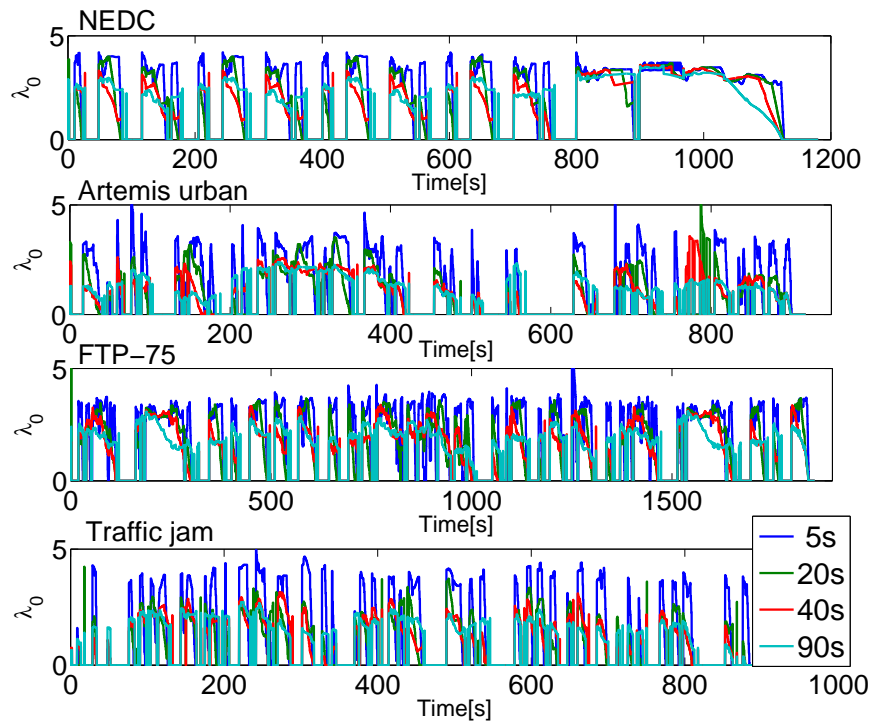 NEDC
5
λ0
0
0 200 400 600 800 1000 1200
Time[s]
Artemis urban
5
λ0
0
0 200 400 600 800
Time[s]
FTP−75
5
λ0
0
0 500 1000 1500
Time[s]
Traffic jam
5
λ0
0
0 200 400 600 800 1000
Time[s]
5s
20s
40s
90s